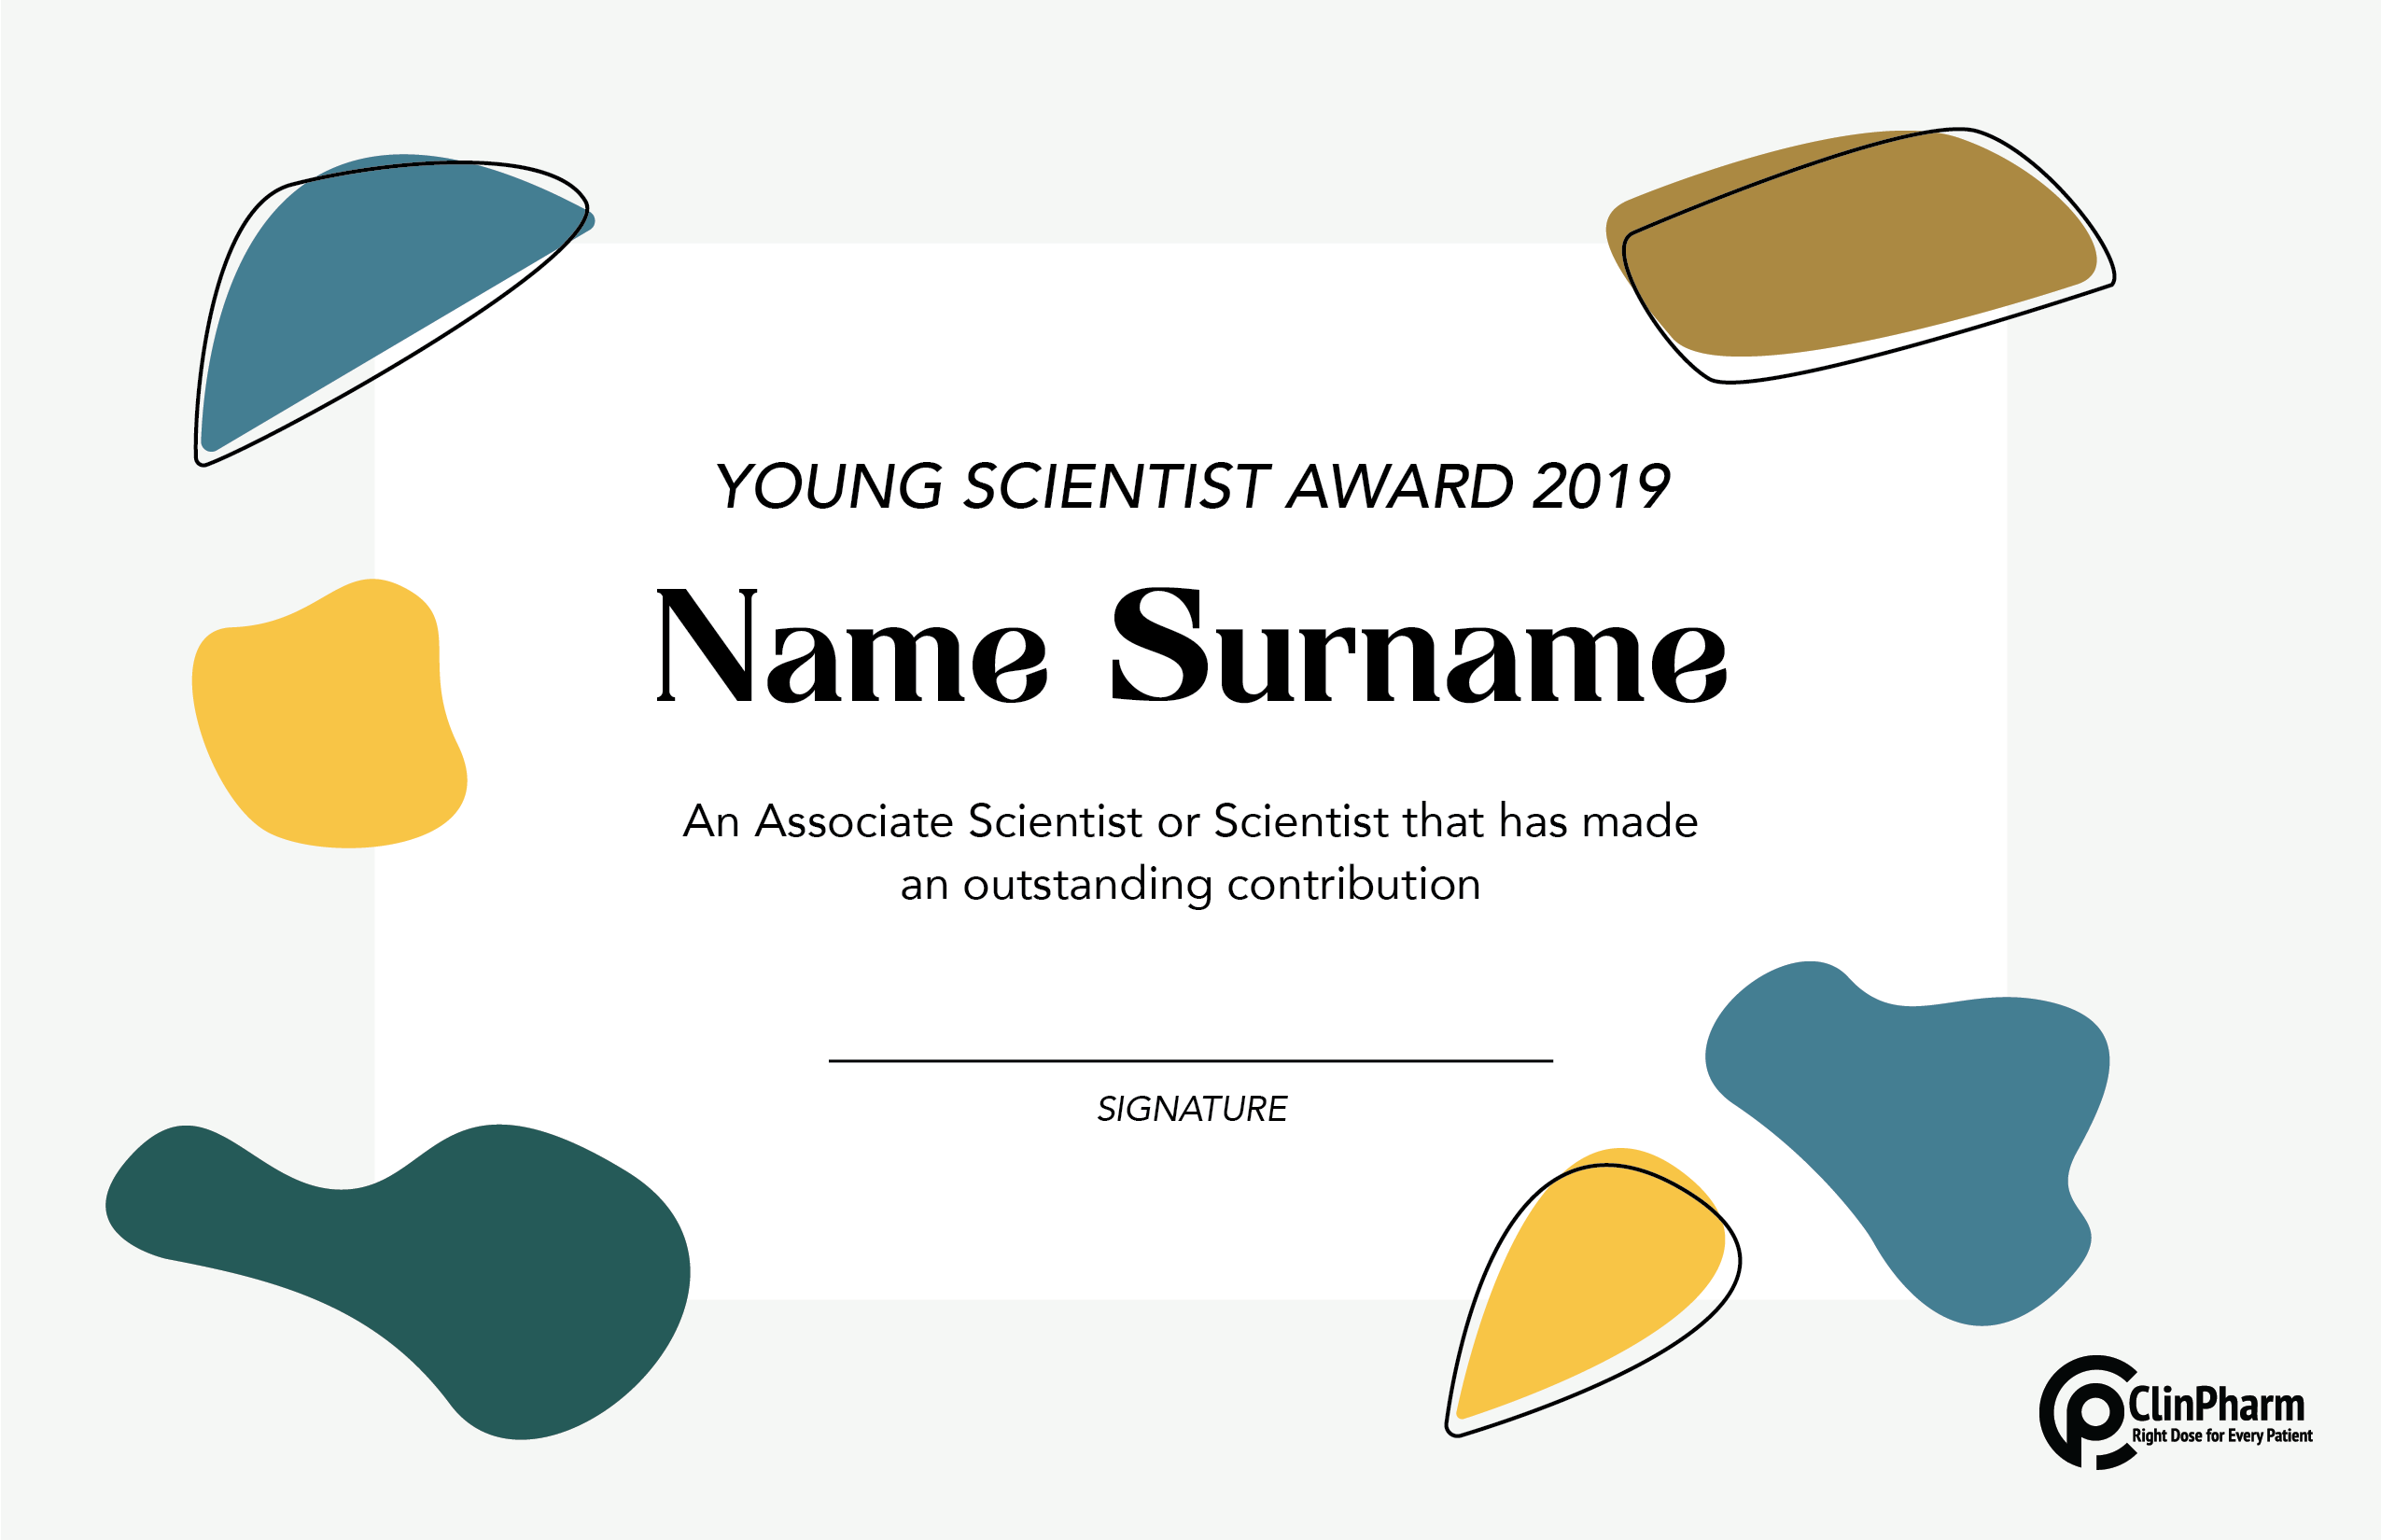 YOUNG SCIENTIST AWARD 2019
Name Surname
An Associate Scientist or Scientist that has made
an outstanding contribution
SIGNATURE
cp ClinPharm
Right Dose for Every Patient